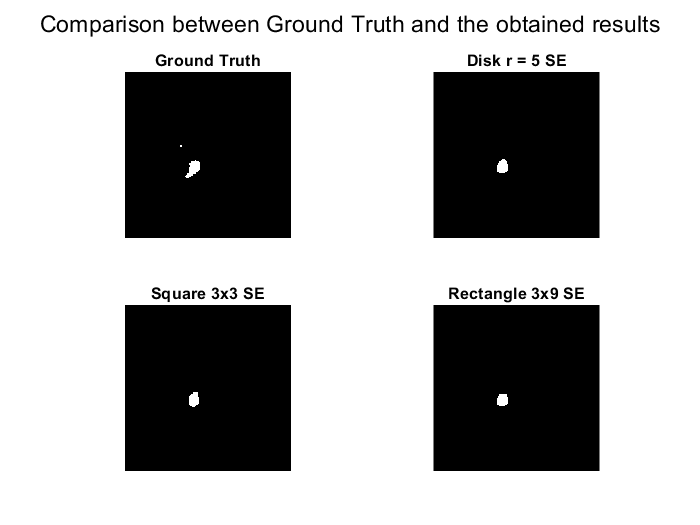 Comparison between Ground Truth and the obtained results
Ground Truth
Disk r = 5 SE
Square 3x3 SE
Rectangle 3x9 SE